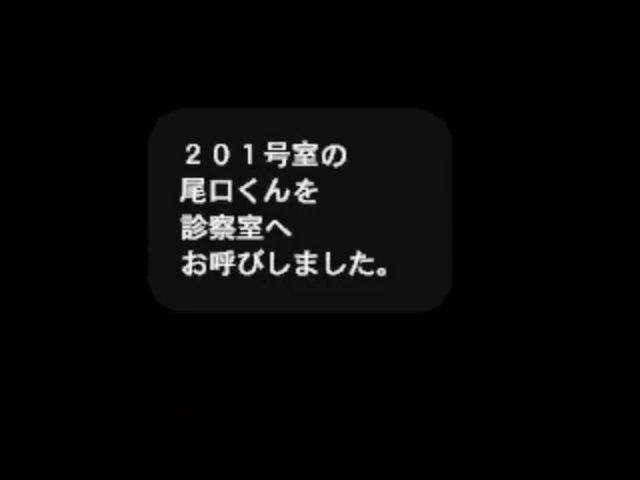 ２０１号室の
尾口くんを
診察室へ
お呼びしました。